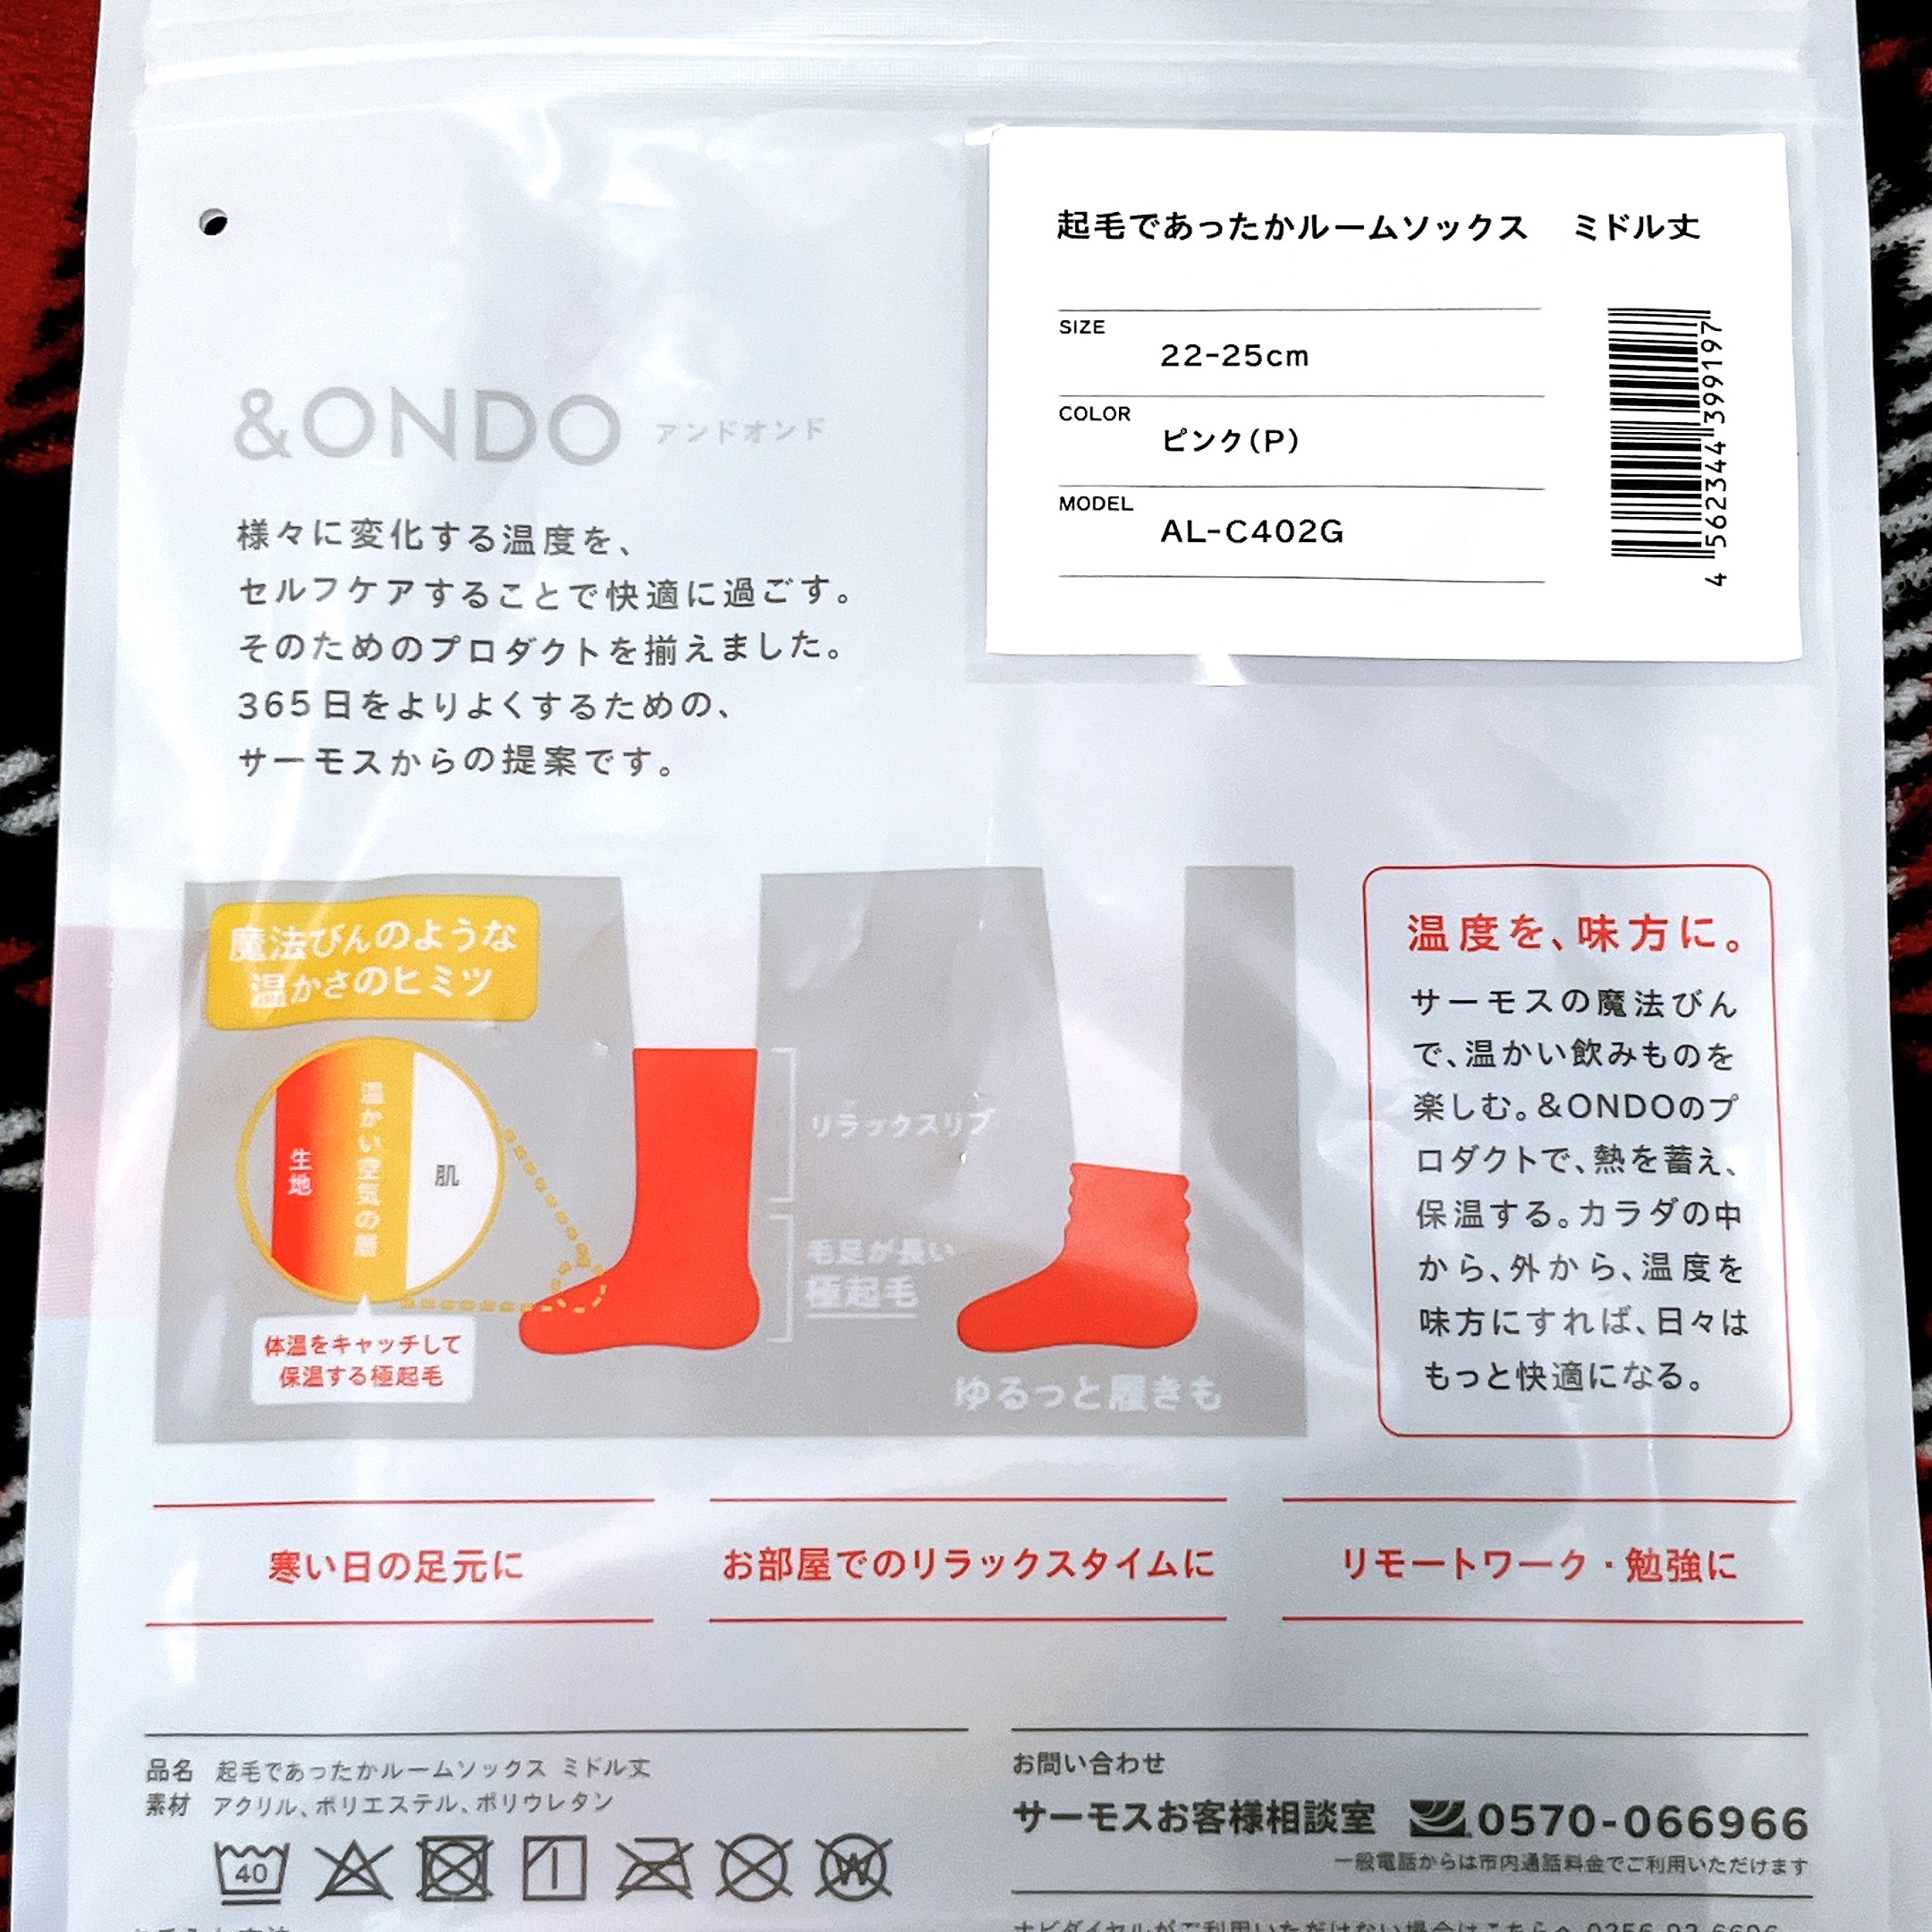 起毛であったかルームソックス ミドル丈
SIZE
22-25cm
COLOR
ピンク(P)
MODEL
AL-C402G
4 562344 399197
&ONDO アンドオンド
様々に変化する温度を、
セルフケアすることで快適に過ごす。
そのためのプロダクトを揃えました。
365日をよりよくするための、
サーモスからの提案です。
魔法びんのような
温かさのヒミツ
生地
温かい空気の層
肌
体温をキャッチして
保温する極起毛
リラックスリブ
毛足が長い
極起毛
ゆるっと履きも
温度を、味方に。
サーモスの魔法びん
で、温かい飲みものを
楽しむ。&ONDOのプ
ロダクトで、熱を蓄え、
保温する。カラダの中
から、外から、温度を
味方にすれば、日々は
もっと快適になる。
寒い日の足元に
お部屋でのリラックスタイムに
リモートワーク・勉強に
品名 起毛であったかルームソックス ミドル丈
素材 アクリル、ポリエステル、ポリウレタン
40
W
お問い合わせ
サーモスお客様相談室 0570-066966
一般電話からは市内通話料金でご利用いただけます